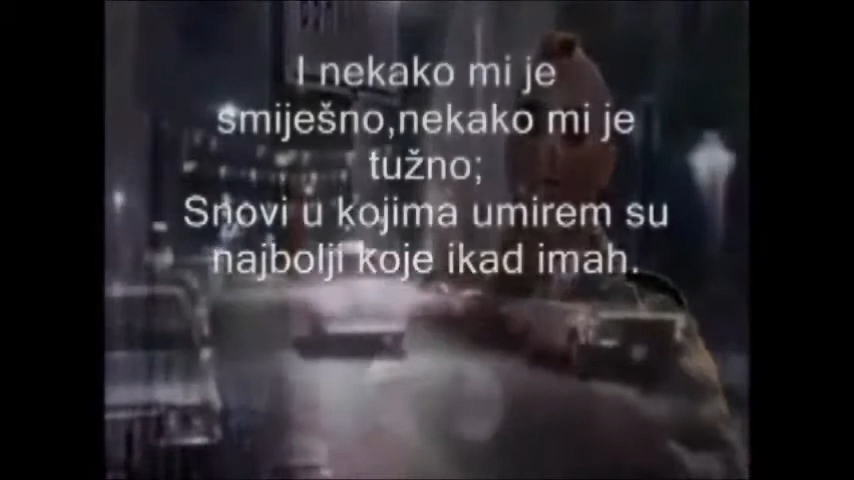 I nekako mi je
smiješno,nekako mi je
tužno;
Snovi u kojima umirem su
najbolji koje ikad imah.